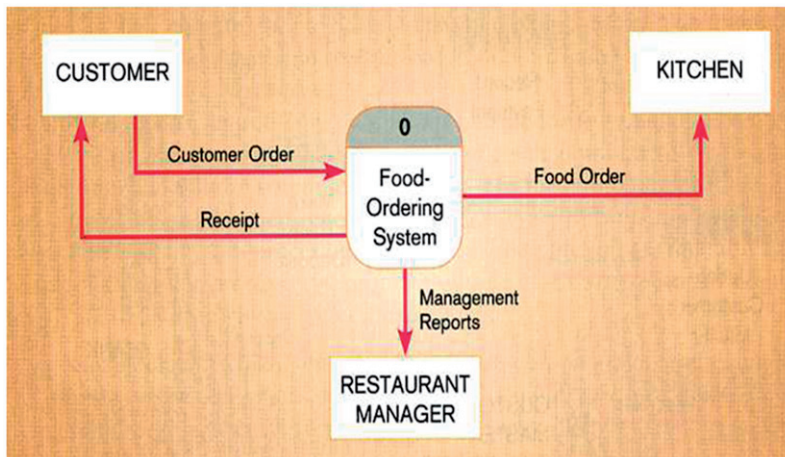 CUSTOMER
KITCHEN
0
Customer Order
Food-
Ordering
System
Food Order
Receipt
Management
Reports
RESTAURANT
MANAGER